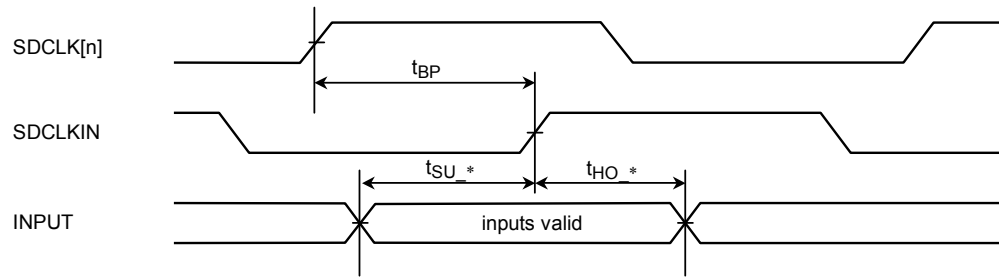 SDCLK[n]
tBP
SDCLKIN
tSU_* tHO_*
INPUT
inputs valid